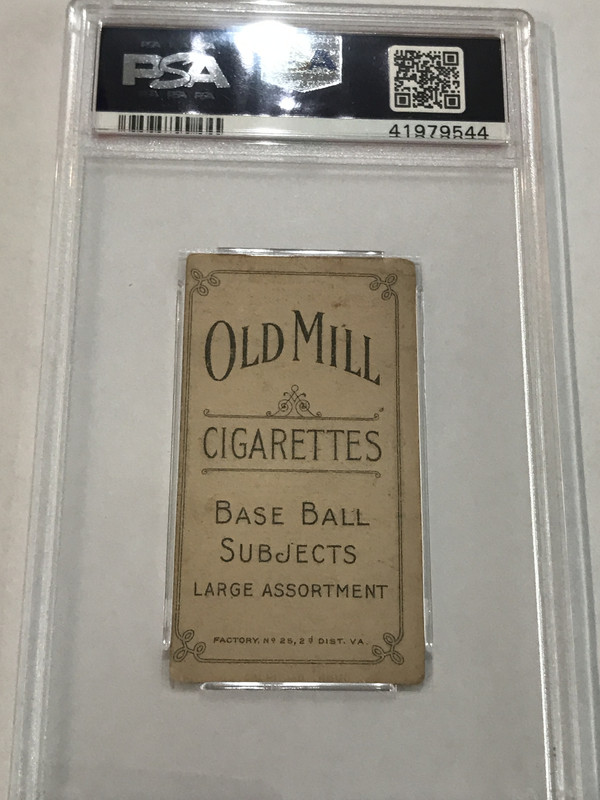 PSA
41979544
OLD MILL
CIGARETTES
BASE BALL
SUBJECTS
LARGE ASSORTMENT
FACTORY, Nº 25, 2ᵈ DIST. VA.